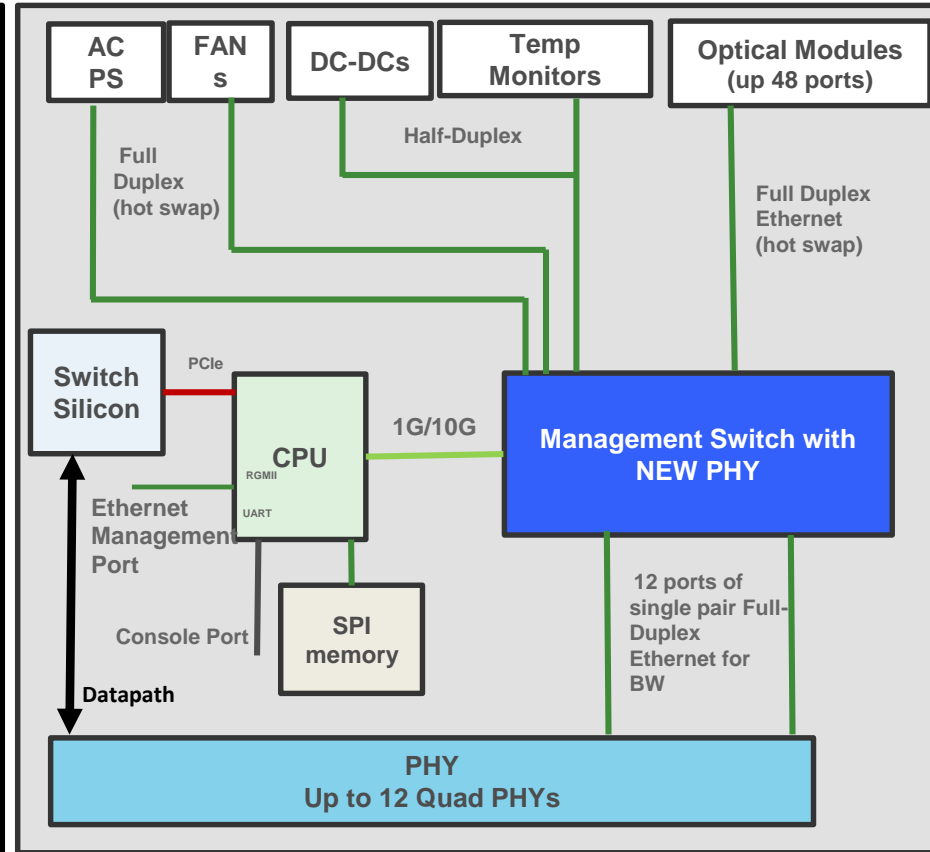 AC
PS
FAN
s
DC-DCs
Temp
Monitors
Optical Modules
(up 48 ports)
Half-Duplex
Full
Duplex
(hot swap)
Full Duplex
Ethernet
(hot swap)
Switch
Silicon
PCIe
CPU
RGMII
UART
1G/10G
Management Switch with
NEW PHY
Ethernet
Management
Port
Console Port
SPI
memory
12 ports of
single pair Full-
Duplex
Ethernet for
BW
Datapath
PHY
Up to 12 Quad PHYs